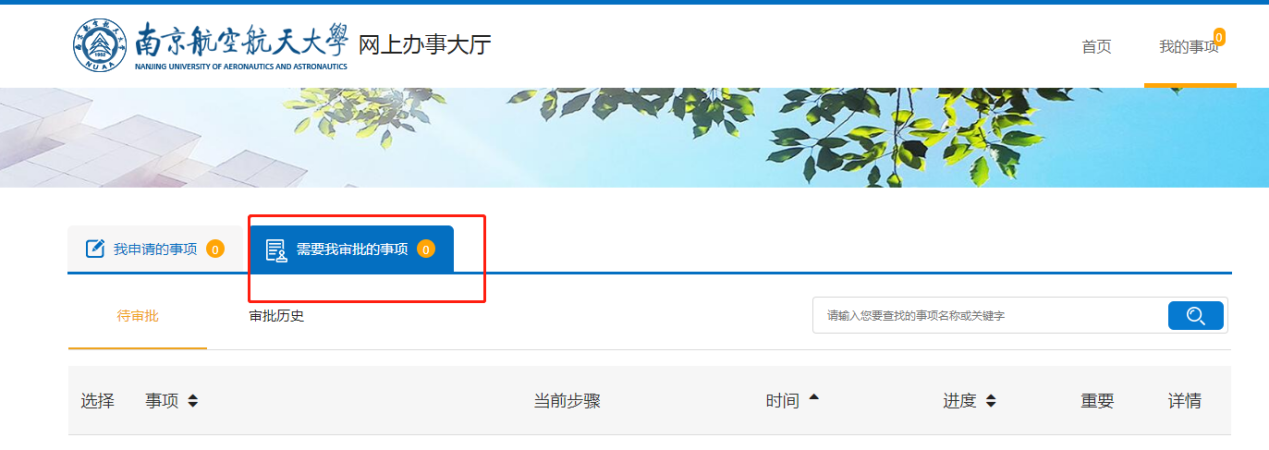 南京航空航天大學 网上办事大厅
NANJING UNIVERSITY OF AERONAUTICS AND ASTRONAUTICS
NUAA
1952
首页 我的事项 0
我申请的事项 0 需要我审批的事项 0
待审批 审批历史 请输入您要查找的事项名称或关键字
选择 事项 当前步骤 时间 进度 重要 详情